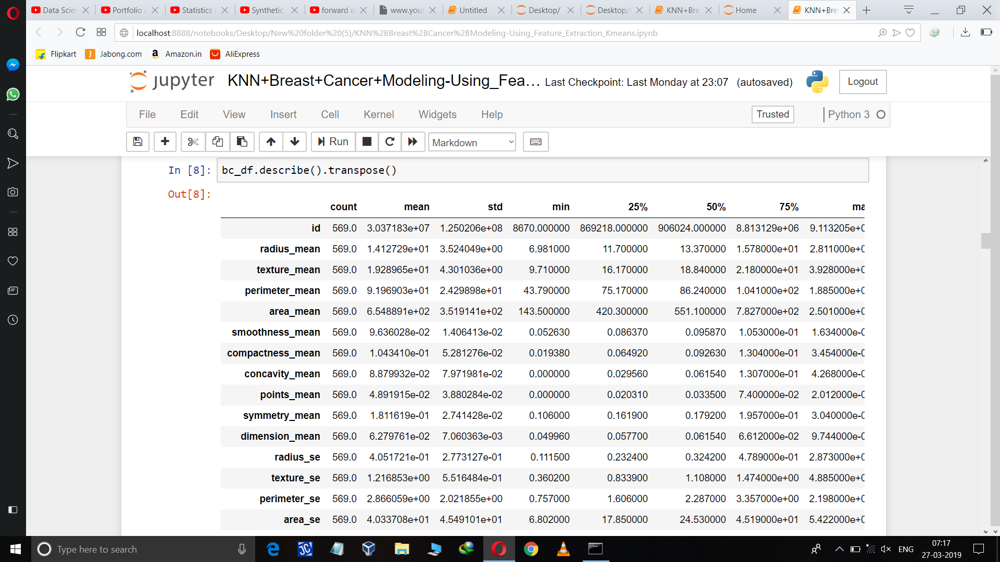 Data Scien
Portfolio A
Statistics a
Synthetic
forward e
www.yout
Untitled
Desktop/
Desktop/
KNN+Bre
Home
KNN+Bre
localhost:8888/notebooks/Desktop/New%20folder%20(5)/KNN%2BBreast%2BCancer%2BModeling-Using_Feature_Extraction_Kmeans.ipynb
Flipkart Jabong.com Amazon.in AliExpress
jupyter KNN+Breast+Cancer+Modeling-Using_Fea... Last Checkpoint: Last Monday at 23:07 (autosaved) Logout
File Edit View Insert Cell Kernel Widgets Help Trusted Python 3
Run Markdown
In [8]: bc_df.describe().transpose()
Out[8]:
count mean std min 25% 50% 75% ma
id 569.0 3.037183e+07 1.250206e+08 8670.000000 869218.000000 906024.000000 8.813129e+06 9.113205e+0
radius_mean 569.0 1.412729e+01 3.524049e+00 6.981000 11.700000 13.370000 1.578000e+01 2.811000e+0
texture_mean 569.0 1.928965e+01 4.301036e+00 9.710000 16.170000 18.840000 2.180000e+01 3.928000e+0
perimeter_mean 569.0 9.196903e+01 2.429898e+01 43.790000 75.170000 86.240000 1.041000e+02 1.885000e+0
area_mean 569.0 6.548891e+02 3.519141e+02 143.500000 420.300000 551.100000 7.827000e+02 2.501000e+0
smoothness_mean 569.0 9.636028e-02 1.406413e-02 0.052630 0.086370 0.095870 1.053000e-01 1.634000e-0
compactness_mean 569.0 1.043410e-01 5.281276e-02 0.019380 0.064920 0.092630 1.304000e-01 3.454000e-0
concavity_mean 569.0 8.879932e-02 7.971981e-02 0.000000 0.029560 0.061540 1.307000e-01 4.268000e-0
points_mean 569.0 4.891915e-02 3.880284e-02 0.000000 0.020310 0.033500 7.400000e-02 2.012000e-0
symmetry_mean 569.0 1.811619e-01 2.741428e-02 0.106000 0.161900 0.179200 1.957000e-01 3.040000e-0
dimension_mean 569.0 6.279761e-02 7.060363e-03 0.049960 0.057700 0.061540 6.612000e-02 9.744000e-0
radius_se 569.0 4.051721e-01 2.773127e-01 0.111500 0.232400 0.324200 4.789000e-01 2.873000e+0
texture_se 569.0 1.216853e+00 5.516484e-01 0.360200 0.833900 1.108000 1.474000e+00 4.885000e+0
perimeter_se 569.0 2.866059e+00 2.021855e+00 0.757000 1.606000 2.287000 3.357000e+00 2.198000e+0
area_se 569.0 4.033708e+01 4.549101e+01 6.802000 17.850000 24.530000 4.519000e+01 5.422000e+0
Type here to search
ENG
07:17
27-03-2019